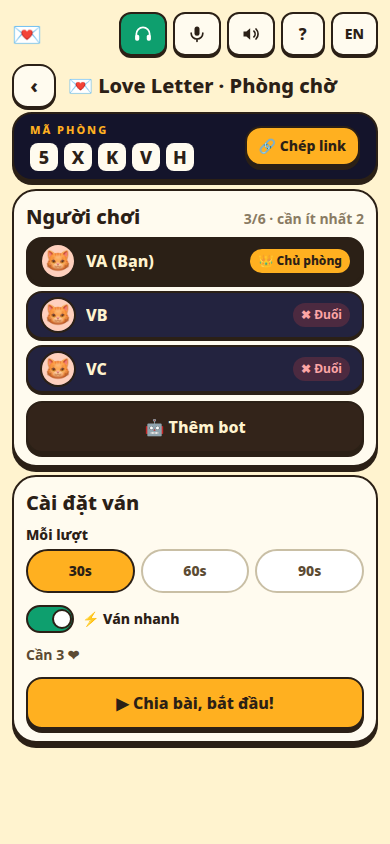 ? EN
‹ 💌 Love Letter · Phòng chờ
MÃ PHÒNG
5 X K V H
🔗 Chép link
Người chơi 3/6 · cần ít nhất 2
VA (Bạn) 👑 Chủ phòng
VB ✖ Đuổi
VC ✖ Đuổi
🤖 Thêm bot
Cài đặt ván
Mỗi lượt
30s 60s 90s
⚡ Ván nhanh
Cần 3 ❤
▶ Chia bài, bắt đầu!